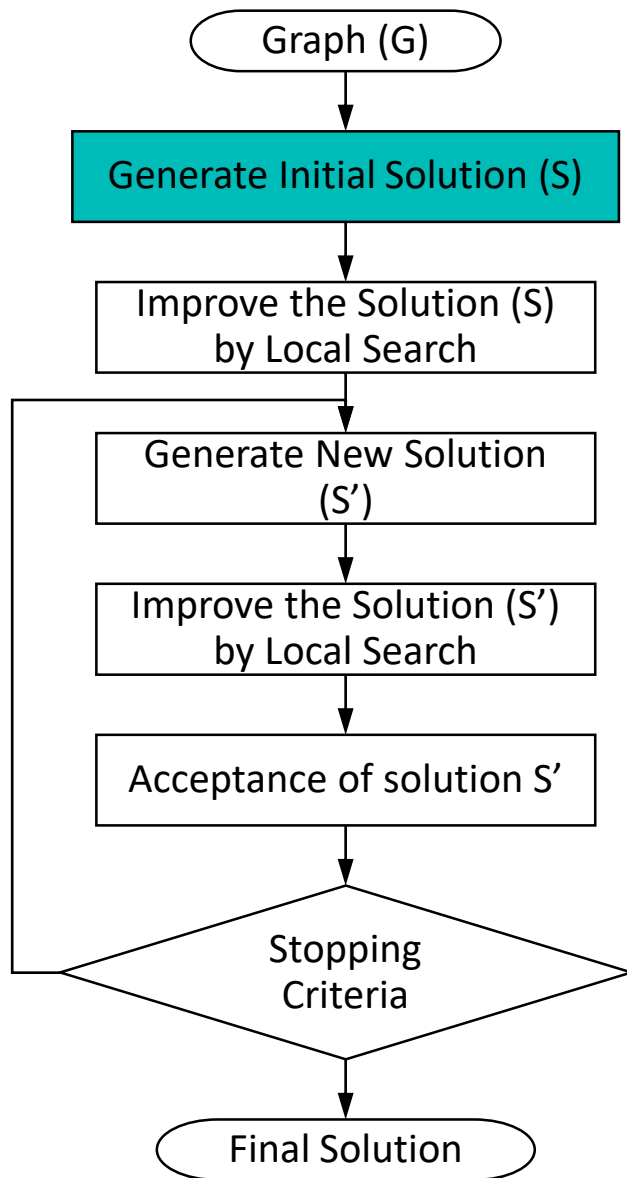 Graph (G)
Generate Initial Solution (S)
Improve the Solution (S)
by Local Search
Generate New Solution
(S’)
Improve the Solution (S’)
by Local Search
Acceptance of solution S’
Stopping
Criteria
Final Solution